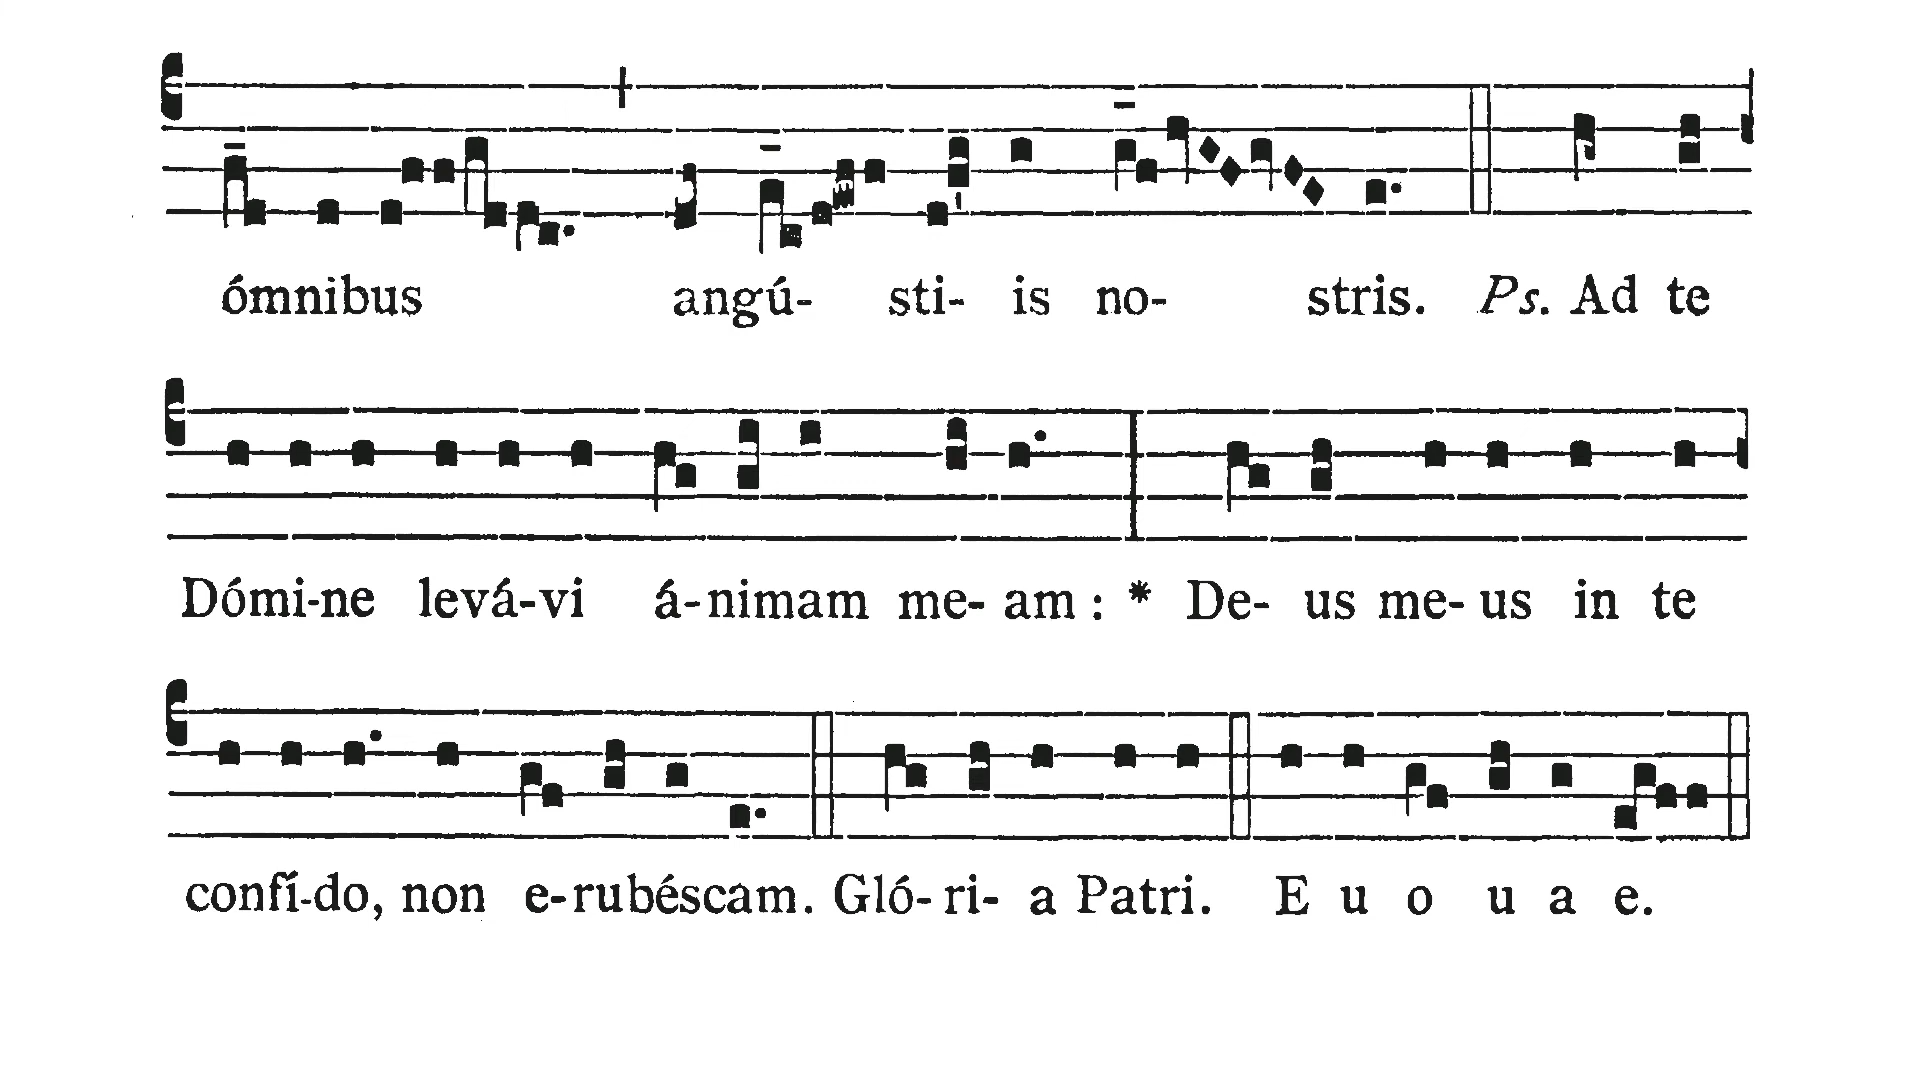 ómnibus angú- sti- is no- stris. Ps. Ad te
Dómi-ne levá-vi á-nimam me- am : * De- us me- us in te
confí-do, non e-rubéscam. Gló- ri- a Patri. E u o u a e.